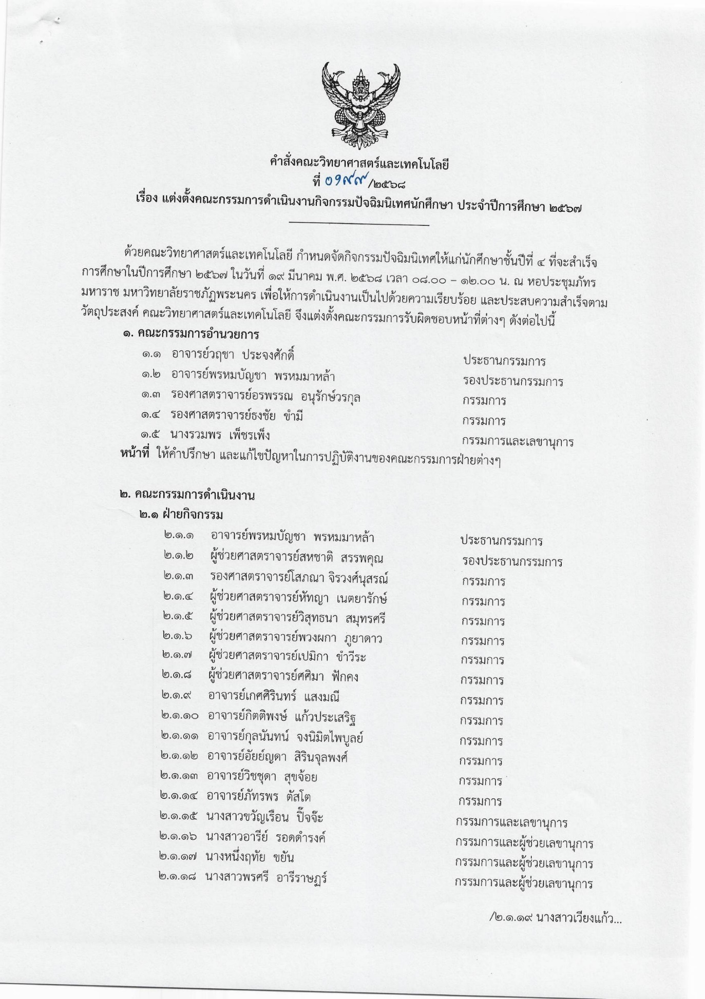 คำสั่งคณะวิทยาศาสตร์และเทคโนโลยี
ที่ ๐๑๙๙/๒๕๖๘
เรื่อง แต่งตั้งคณะกรรมการดำเนินงานกิจกรรมปัจฉิมนิเทศนักศึกษา ประจำปีการศึกษา ๒๕๖๗
ด้วยคณะวิทยาศาสตร์และเทคโนโลยี กำหนดจัดกิจกรรมปัจฉิมนิเทศให้แก่นักศึกษาชั้นปีที่ ๔ ที่จะสำเร็จ
การศึกษาในปีการศึกษา ๒๕๖๗ ในวันที่ ๑๙ มีนาคม พ.ศ. ๒๕๖๘ เวลา ๐๘.๐๐ – ๑๒.๐๐ น. ณ หอประชุมภัทร
มหาราช มหาวิทยาลัยราชภัฏพระนคร เพื่อให้การดำเนินงานเป็นไปด้วยความเรียบร้อย และประสบความสำเร็จตาม
วัตถุประสงค์ คณะวิทยาศาสตร์และเทคโนโลยี จึงแต่งตั้งคณะกรรมการรับผิดชอบหน้าที่ต่างๆ ดังต่อไปนี้
๑. คณะกรรมการอำนวยการ
๑.๑ อาจารย์วฤชา ประจงศักดิ์ ประธานกรรมการ
๑.๒ อาจารย์พรหมบัญชา พรหมมาหล้า รองประธานกรรมการ
๑.๓ รองศาสตราจารย์อรพรรณ อนุรักษ์วรกุล กรรมการ
๑.๔ รองศาสตราจารย์ธงชัย ขำมี กรรมการ
๑.๕ นางรวมพร เพ็ชรเพ็ง กรรมการและเลขานุการ
หน้าที่ ให้คำปรึกษา และแก้ไขปัญหาในการปฏิบัติงานของคณะกรรมการฝ่ายต่างๆ
๒. คณะกรรมการดำเนินงาน
๒.๑ ฝ่ายกิจกรรม
๒.๑.๑ อาจารย์พรหมบัญชา พรหมมาหล้า ประธานกรรมการ
๒.๑.๒ ผู้ช่วยศาสตราจารย์สหชาติ สรรพคุณ รองประธานกรรมการ
๒.๑.๓ รองศาสตราจารย์โสภณา จิรวงศ์นุสรณ์ กรรมการ
๒.๑.๔ ผู้ช่วยศาสตราจารย์หัทญา เนตยารักษ์ กรรมการ
๒.๑.๕ ผู้ช่วยศาสตราจารย์วิสุทธนา สมุทรศรี กรรมการ
๒.๑.๖ ผู้ช่วยศาสตราจารย์พวงผกา ภูยาดาว กรรมการ
๒.๑.๗ ผู้ช่วยศาสตราจารย์เปมิกา ขำวีระ กรรมการ
๒.๑.๘ ผู้ช่วยศาสตราจารย์ศศิมา ฟักคง กรรมการ
๒.๑.๙ อาจารย์เกศศิรินทร์ แสงมณี กรรมการ
๒.๑.๑๐ อาจารย์กิตติพงษ์ แก้วประเสริฐ กรรมการ
๒.๑.๑๑ อาจารย์กุลนันทน์ จงนิมิตไพบูลย์ กรรมการ
๒.๑.๑๒ อาจารย์อัยย์ญดา สิรินจุลพงศ์ กรรมการ
๒.๑.๑๓ อาจารย์วิชชุดา สุขจ้อย กรรมการ
๒.๑.๑๔ อาจารย์ภัทรพร ตัสโต กรรมการ
๒.๑.๑๕ นางสาวขวัญเรือน ปิ๊จจ๊ะ กรรมการและเลขานุการ
๒.๑.๑๖ นางสาวอารีย์ รอดดำรงค์ กรรมการและผู้ช่วยเลขานุการ
๒.๑.๑๗ นางหนึ่งฤทัย ขยัน กรรมการและผู้ช่วยเลขานุการ
๒.๑.๑๘ นางสาวพรศรี อารีราษฏร์ กรรมการและผู้ช่วยเลขานุการ
/๒.๑.๑๙ นางสาวเวียงแก้ว...